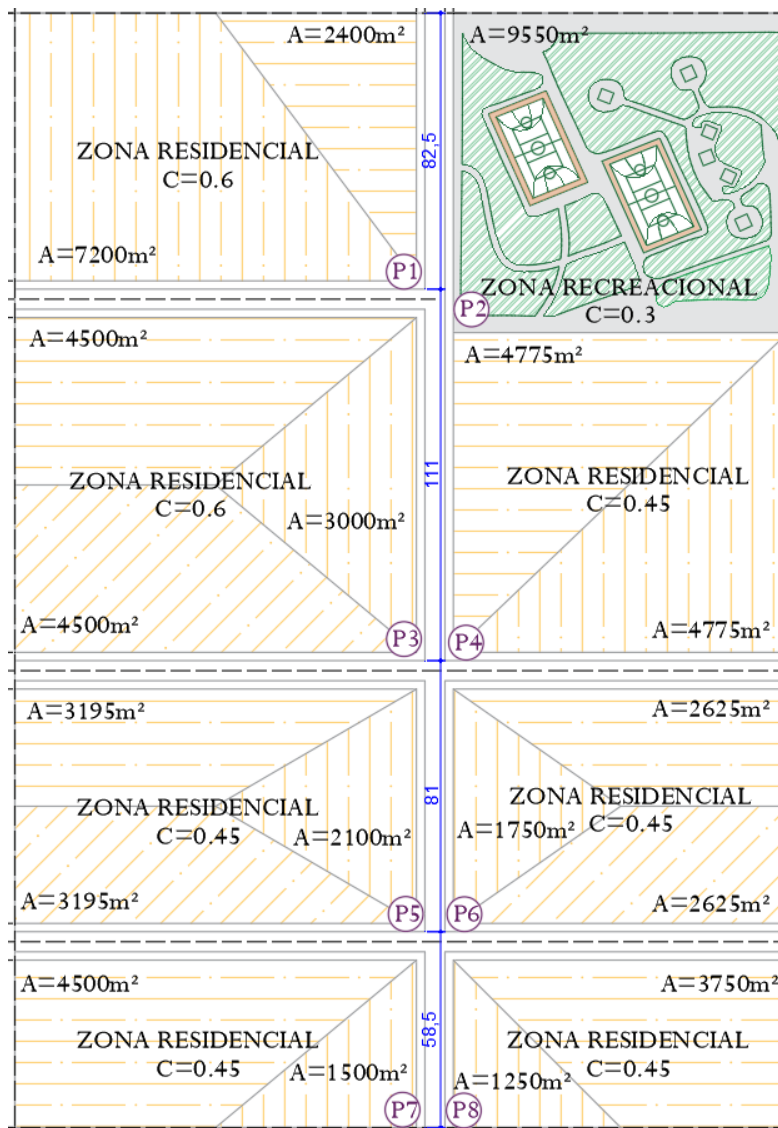 A=2400m²
A=9550m²
ZONA RESIDENCIAL
C=0.6
82,5
A=7200m²
P1
P2
ZONA RECREACIONAL
C=0.3
A=4500m²
A=4775m²
ZONA RESIDENCIAL
C=0.6
111
ZONA RESIDENCIAL
C=0.45
A=3000m²
A=4500m²
P3
P4
A=4775m²
A=3195m²
A=2625m²
ZONA RESIDENCIAL
C=0.45
81
ZONA RESIDENCIAL
C=0.45
A=2100m²
A=1750m²
A=3195m²
P5
P6
A=2625m²
A=4500m²
A=3750m²
ZONA RESIDENCIAL
C=0.45
58,5
ZONA RESIDENCIAL
C=0.45
A=1500m²
A=1250m²
P7
P8